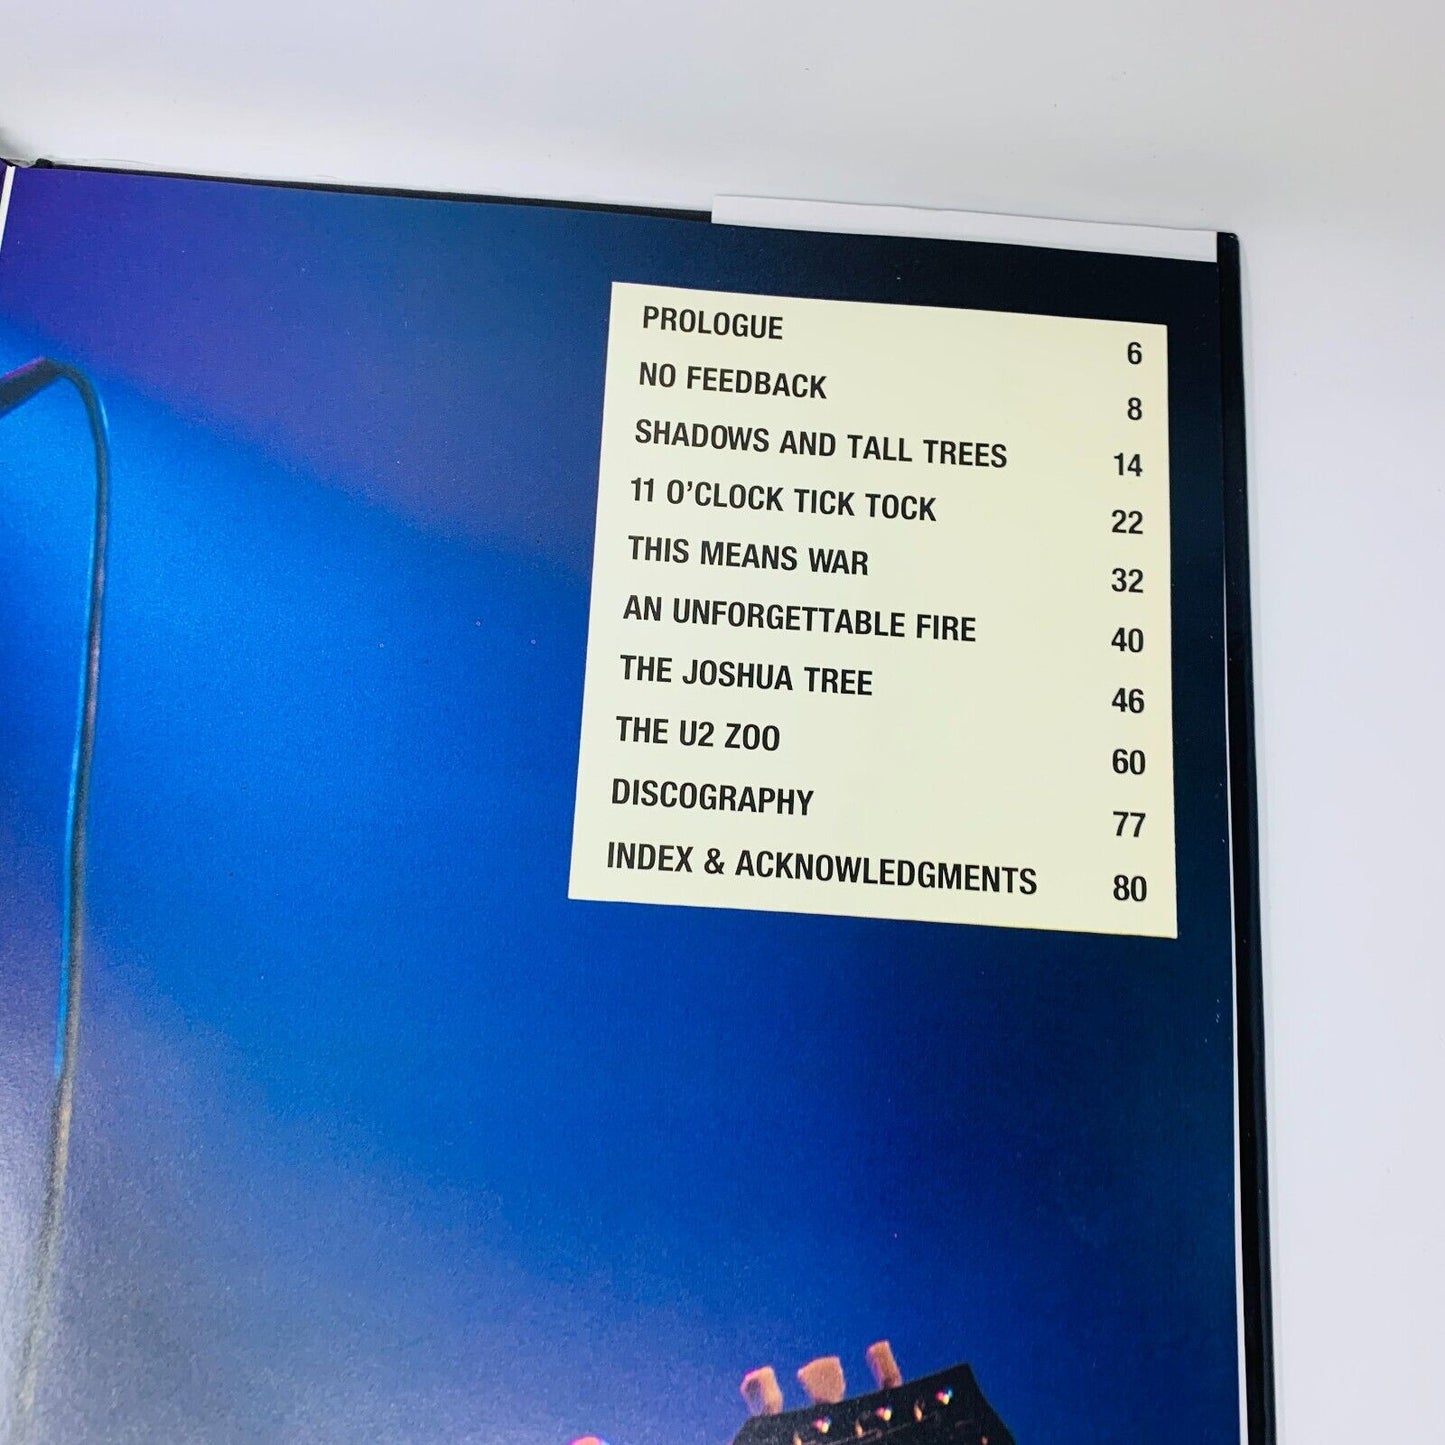 PROLOGUE 6
NO FEEDBACK 8
SHADOWS AND TALL TREES 14
11 O'CLOCK TICK TOCK 22
THIS MEANS WAR 32
AN UNFORGETTABLE FIRE 40
THE JOSHUA TREE 46
THE U2 ZOO 60
DISCOGRAPHY 77
INDEX & ACKNOWLEDGMENTS 80